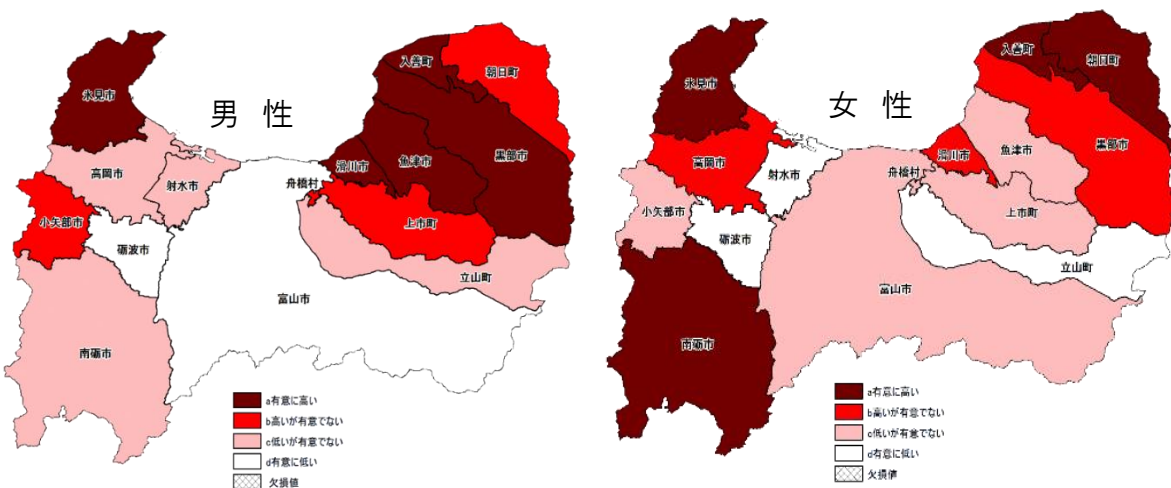 男 性
氷見市
入善町
朝日町
高岡市
射水市
滑川市
魚津市
黒部市
舟橋村
小矢部市
上市町
砺波市
立山町
富山市
南砺市
a有意に高い
b高いが有意でない
c低いが有意でない
d有意に低い
欠損値
女 性
入善町
朝日町
氷見市
黒部市
滑川市
魚津市
高岡市
射水市
舟橋村
小矢部市
上市町
砺波市
立山町
富山市
南砺市
a有意に高い
b高いが有意でない
c低いが有意でない
d有意に低い
欠損値